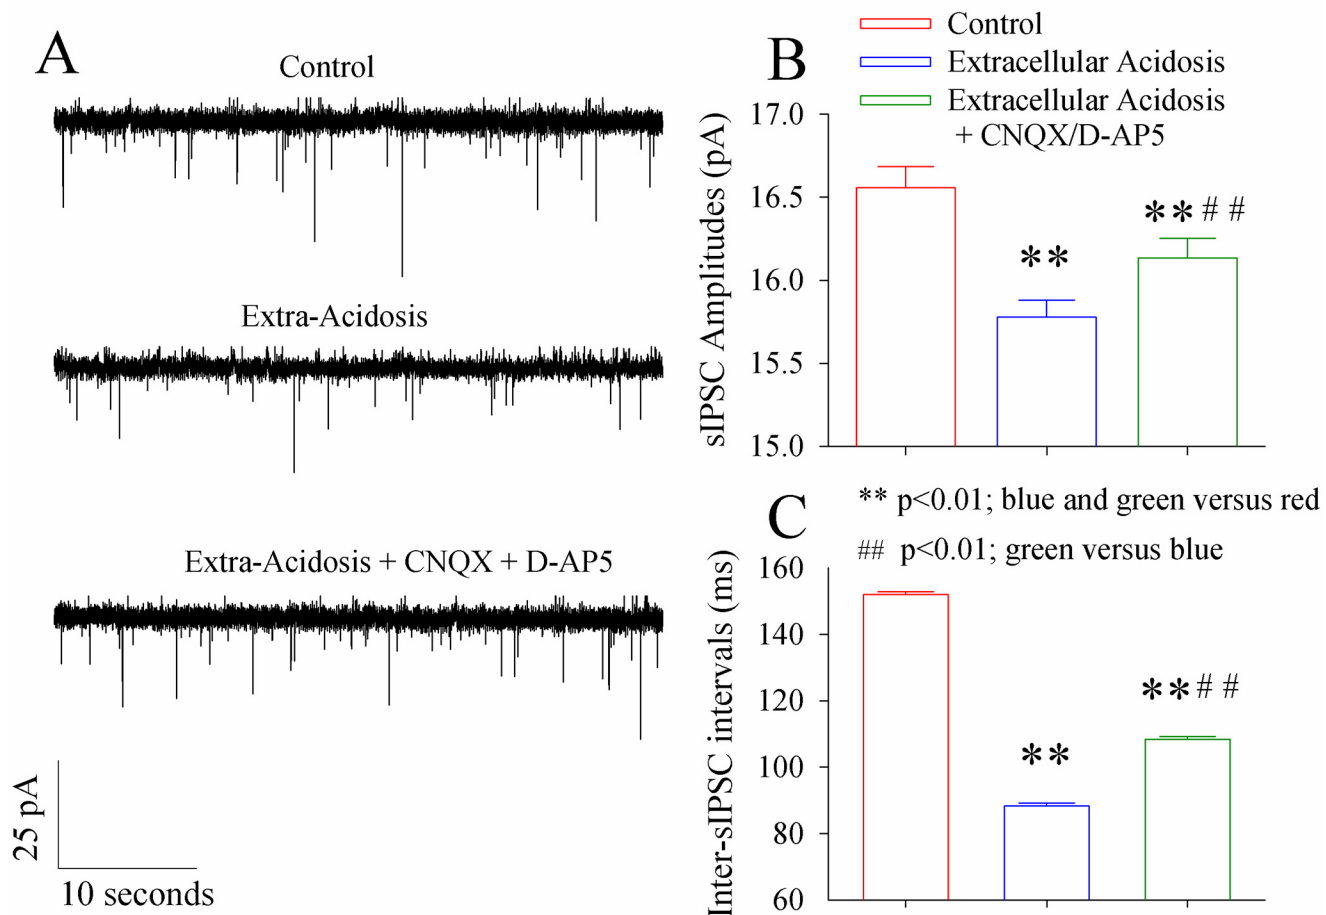 A
Control
Extra-Acidosis
Extra-Acidosis + CNQX + D-AP5
25 pA
10 seconds
B
Control
Extracellular Acidosis
Extracellular Acidosis
+ CNQX/D-AP5
sIPSC Amplitudes (pA)
17.0
16.5
16.0
15.5
15.0
**
**##
** p<0.01; blue and green versus red
## p<0.01; green versus blue
C
Inter-sIPSC intervals (ms)
160
140
120
100
80
60
**
**##